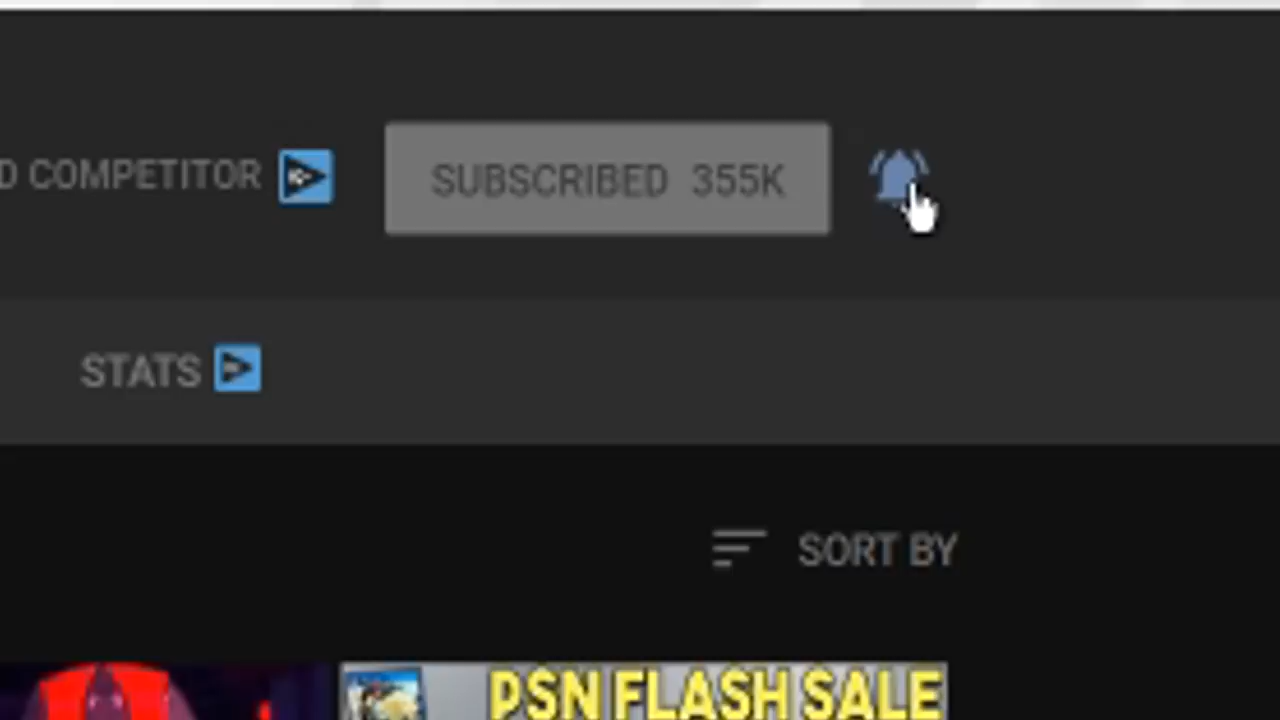 D COMPETITOR
SUBSCRIBED 355K
STATS
SORT BY
PSN FLASH SALE